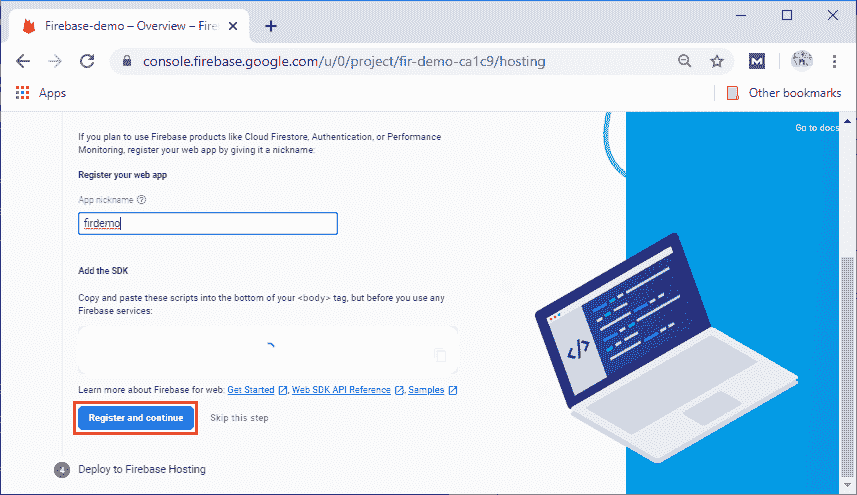 Firebase-demo – Overview – Fire
console.firebase.google.com/u/0/project/fir-demo-ca1c9/hosting
M
Apps
Other bookmarks
Go to docs
If you plan to use Firebase products like Cloud Firestore, Authentication, or Performance
Monitoring, register your web app by giving it a nickname:
Register your web app
App nickname ?
firdemo
Add the SDK
Copy and paste these scripts into the bottom of your <body> tag, but before you use any
Firebase services:
</>
Learn more about Firebase for web: Get Started, Web SDK API Reference, Samples
Register and continue
Skip this step
4 Deploy to Firebase Hosting